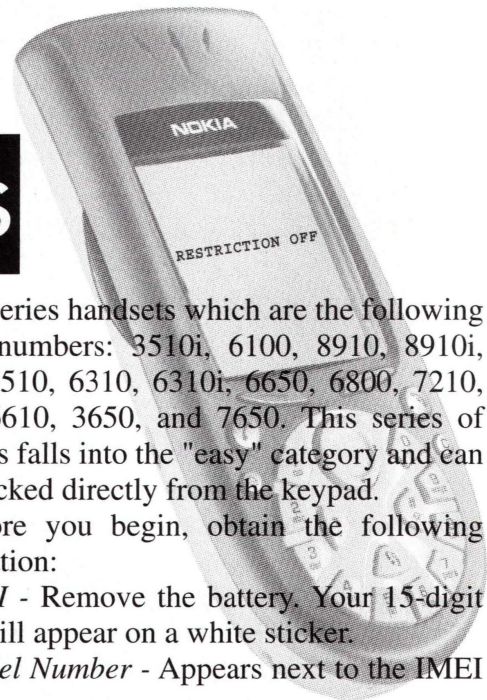 NOKIA
RESTRICTION OFF
S
eries handsets which are the following
numbers: 3510i, 6100, 8910, 8910i,
510, 6310, 6310i, 6650, 6800, 7210,
6610, 3650, and 7650. This series of
s falls into the "easy" category and can
cked directly from the keypad.
ore you begin, obtain the following
tion:
I - Remove the battery. Your 15-digit
ill appear on a white sticker.
el Number - Appears next to the IMEI